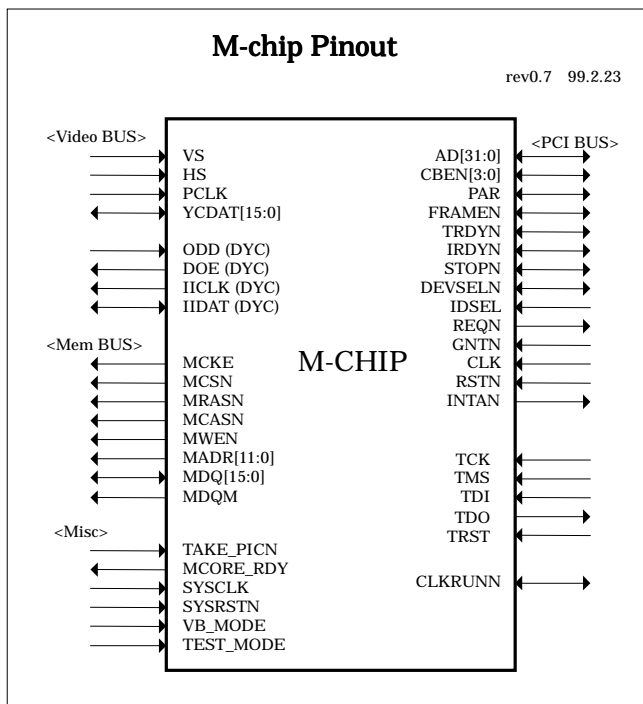 M-chip Pinout
rev0.7 99.2.23
<Video BUS>
VS
HS
PCLK
YCDAT[15:0]
ODD (DYC)
DOE (DYC)
IICLK (DYC)
IIDAT (DYC)
<Mem BUS>
MCKE
MCSN
MRASN
MCASN
MWEN
MADR[11:0]
MDQ[15:0]
MDQM
<Misc>
TAKE_PICN
MCORE_RDY
SYSCLK
SYSRSTN
VB_MODE
TEST_MODE
M-CHIP
<PCI BUS>
AD[31:0]
CBEN[3:0]
PAR
FRAMEN
TRDYN
IRDYN
STOPN
DEVSELN
IDSEL
REQN
GNTN
CLK
RSTN
INTAN
TCK
TMS
TDI
TDO
TRST
CLKRUNN